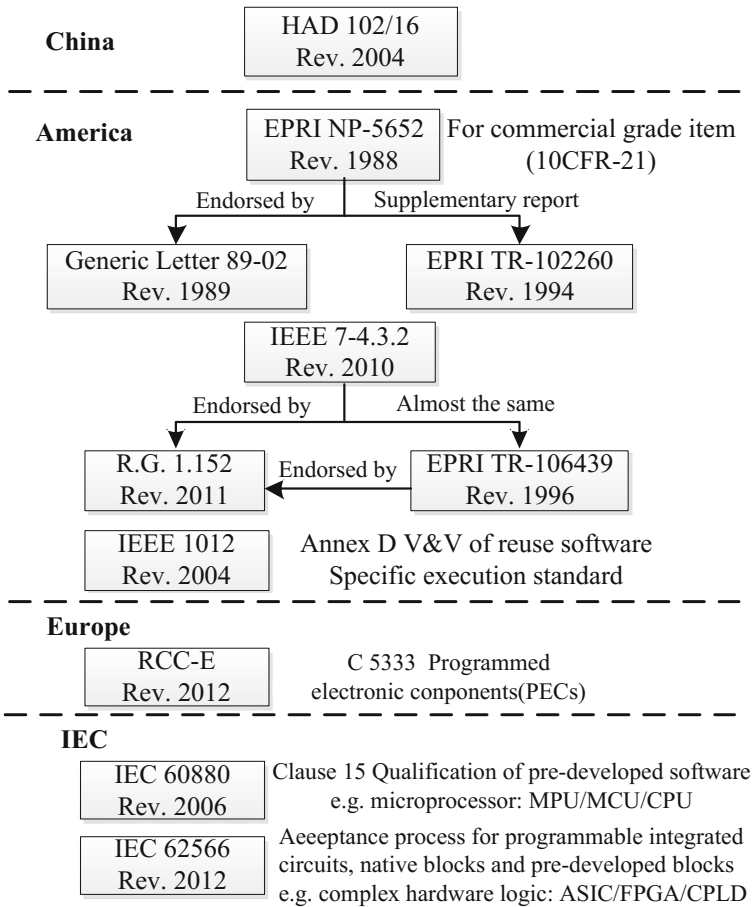 China
HAD 102/16
Rev. 2004
America
EPRI NP-5652
Rev. 1988
For commercial grade item
(10CFR-21)
Endorsed by
Supplementary report
Generic Letter 89-02
Rev. 1989
EPRI TR-102260
Rev. 1994
IEEE 7-4.3.2
Rev. 2010
Endorsed by
Almost the same
R.G. 1.152
Rev. 2011
Endorsed by
EPRI TR-106439
Rev. 1996
IEEE 1012
Rev. 2004
Annex D V&V of reuse software
Specific execution standard
Europe
RCC-E
Rev. 2012
C 5333 Programmed
electronic conponents(PECs)
IEC
IEC 60880
Rev. 2006
Clause 15 Qualification of pre-developed software
e.g. microprocessor: MPU/MCU/CPU
IEC 62566
Rev. 2012
Aeeeptance process for programmable integrated
circuits, native blocks and pre-developed blocks
e.g. complex hardware logic: ASIC/FPGA/CPLD